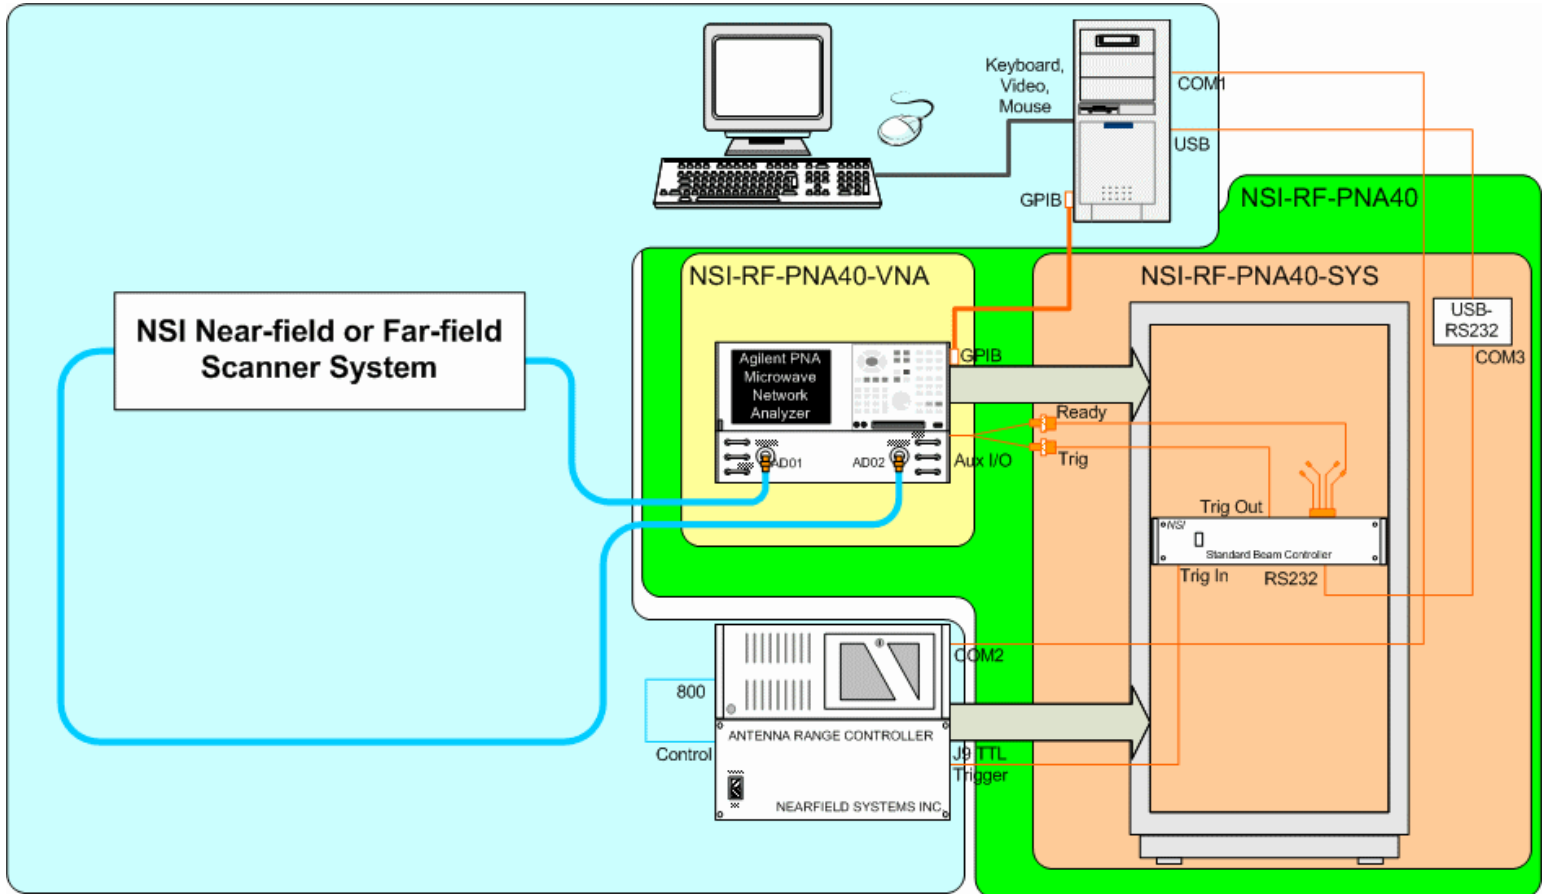 Keyboard,
Video,
Mouse
COM1
USB
GPIB
NSI-RF-PNA40
NSI-RF-PNA40-VNA
NSI-RF-PNA40-SYS
USB-
RS232
COM3
NSI Near-field or Far-field
Scanner System
Agilent PNA
Microwave
Network
Analyzer
GPIB
Ready
Trig
Aux I/O
AD01
AD02
Trig Out
NSI
Standard Beam Controller
Trig In
RS232
COM2
800
Control
ANTENNA RANGE CONTROLLER
J9 TTL
Trigger
NEARFIELD SYSTEMS INC.